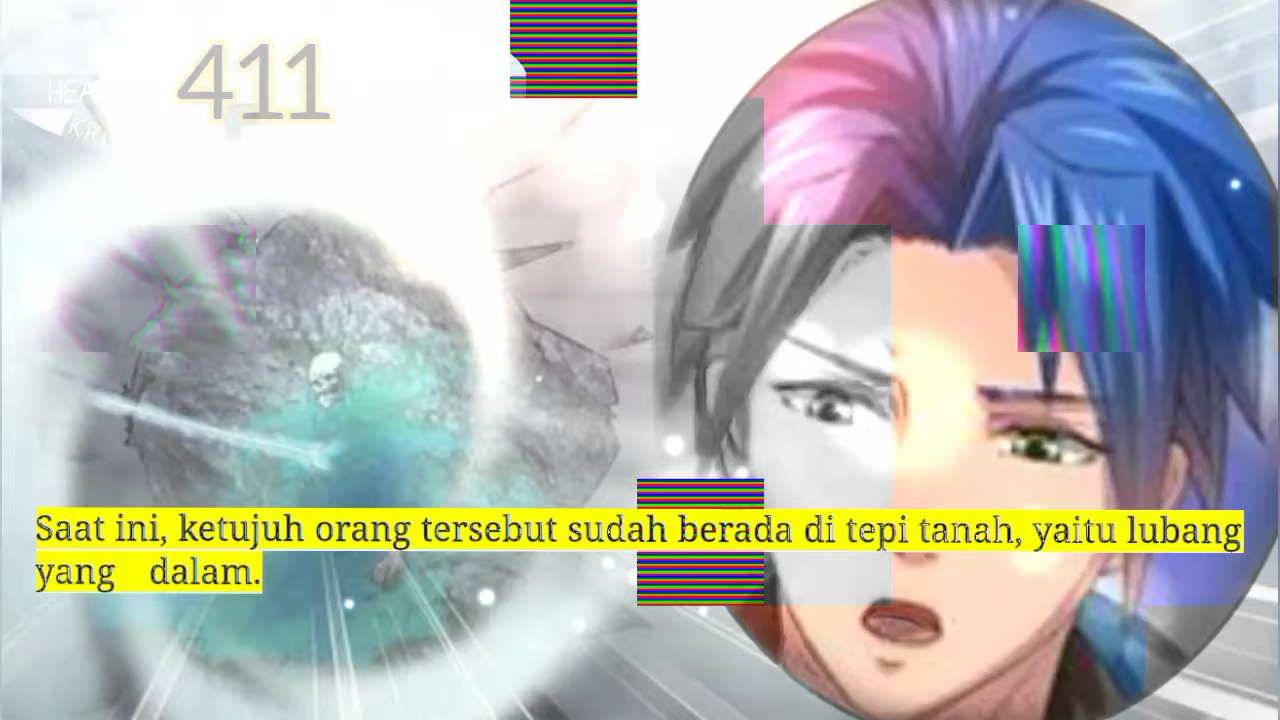 411
Saat ini, ketujuh orang tersebut sudah berada di tepi tanah, yaitu lubang
yang dalam.